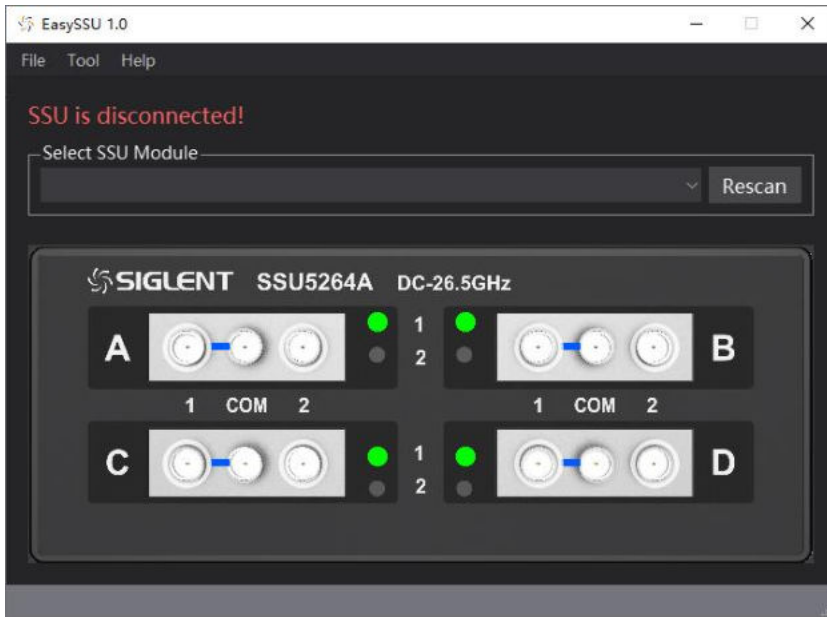 EasySSU 1.0
File Tool Help
SSU is disconnected!
Select SSU Module
Rescan
SIGLENT SSU5264A DC-26.5GHz
A 1 B
2
1 COM 2 1 COM 2
C 1 D
2